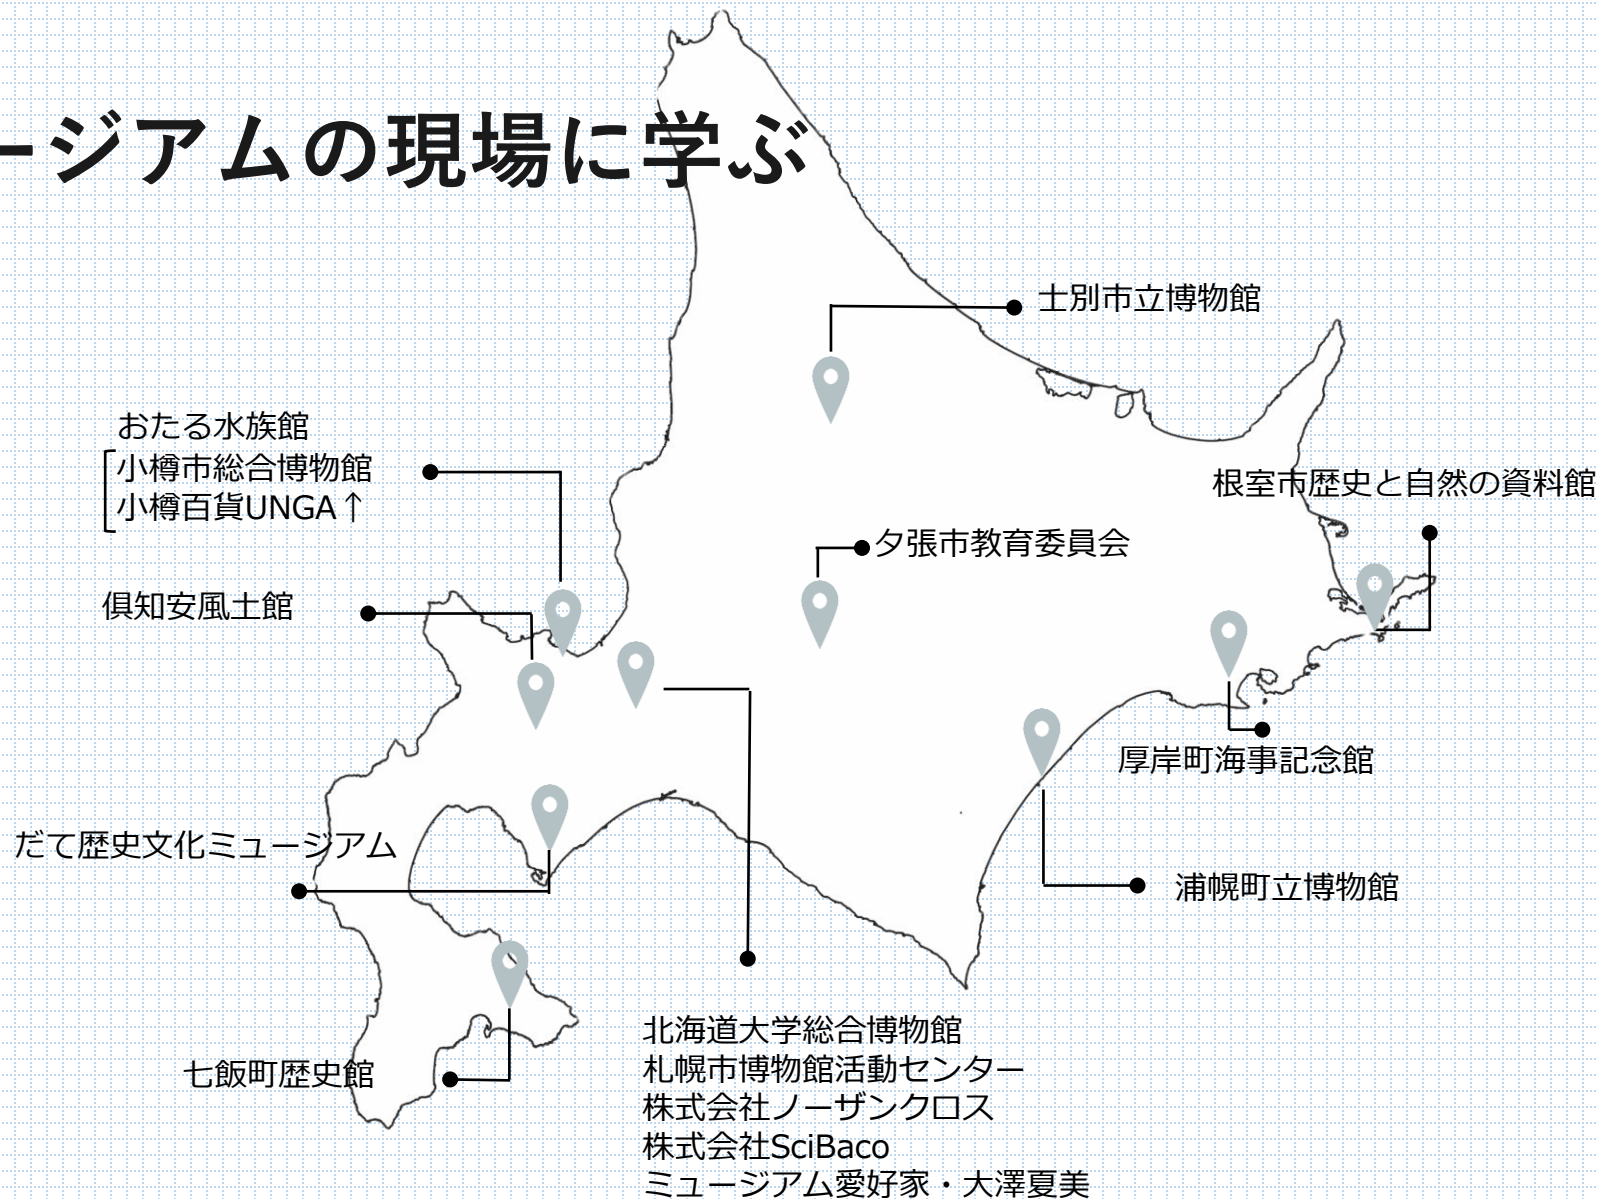 ージアムの現場に学ぶ
士別市立博物館
おたる水族館
小樽市総合博物館
小樽百貨UNGA↑
根室市歴史と自然の資料館
夕張市教育委員会
倶知安風土館
厚岸町海事記念館
だて歴史文化ミュージアム
浦幌町立博物館
七飯町歴史館
北海道大学総合博物館
札幌市博物館活動センター
株式会社ノーザンクロス
株式会社SciBaco
ミュージアム愛好家・大澤夏美